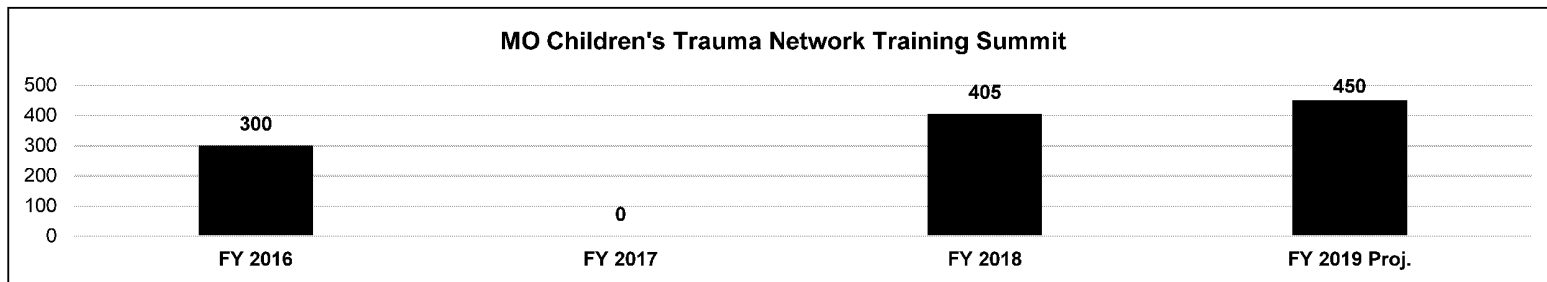 MO Children's Trauma Network Training Summit
500
400
300
200
100
0
300
0
405
450
FY 2016
FY 2017
FY 2018
FY 2019 Proj.